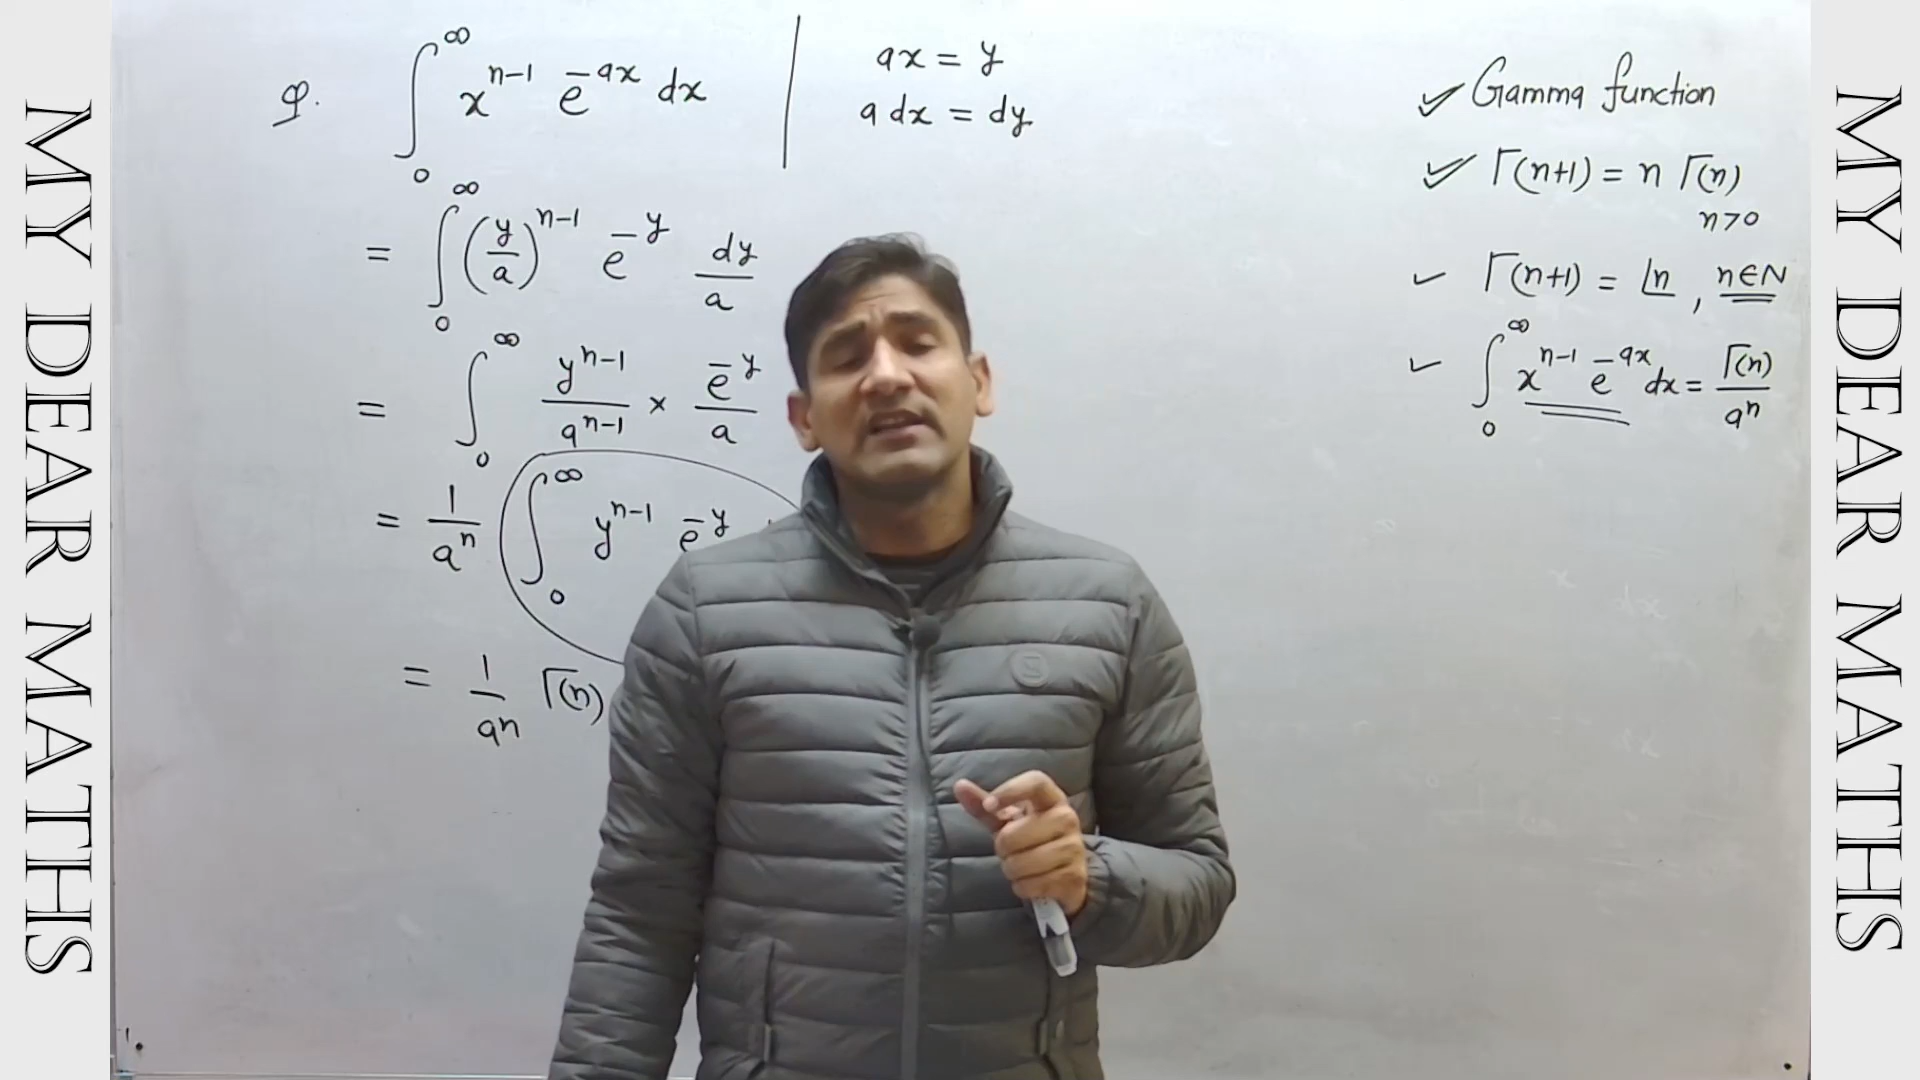 MY DEAR MATHS
Q. ∫₀^∞ x^{n-1} e^{-ax} dx
ax = y
a dx = dy
= ∫₀^∞ (y/a)^{n-1} e^{-y} dy/a
= ∫₀^∞ y^{n-1}/a^{n-1} × e^{-y}/a
= 1/a^n ∫₀^∞ y^{n-1} e^{-y}
= 1/a^n Γ(n)
✓ Gamma function
✓ Γ(n+1) = n Γ(n)
n>0
✓ Γ(n+1) = |n̲ , n∈N
✓ ∫₀^∞ x^{n-1} e^{-ax} dx = Γ(n)/a^n
MY DEAR MATHS